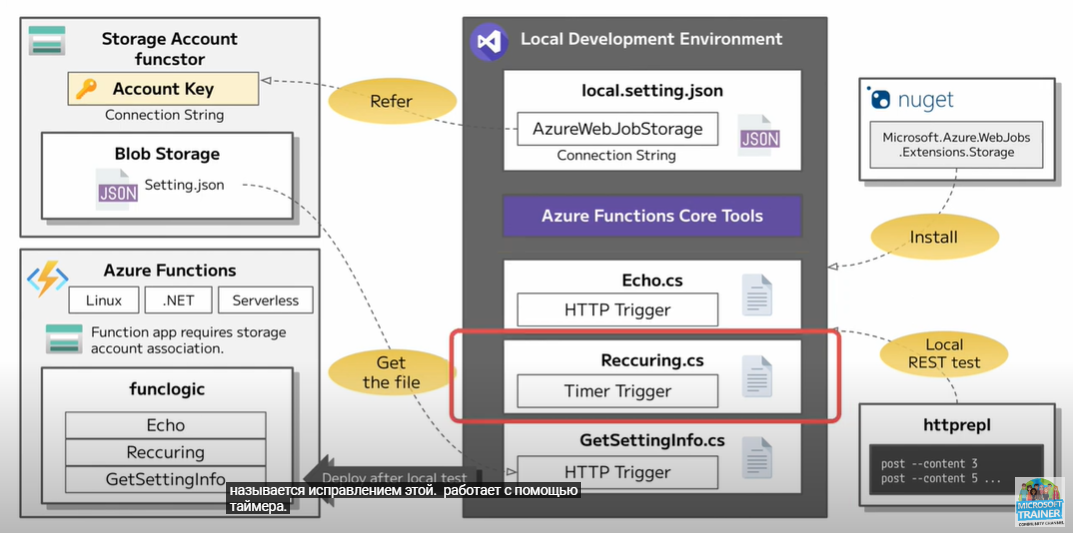 Storage Account
funcstor
Account Key
Connection String
Blob Storage
JSON
Setting.json
Azure Functions
Linux
.NET
Serverless
Function app requires storage
account association.
funclogic
Echo
Reccuring
GetSettingInfo
Refer
Get
the file
Deploy after local test
Local Development Environment
local.setting.json
AzureWebJobStorage
Connection String
JSON
Azure Functions Core Tools
Echo.cs
HTTP Trigger
Reccuring.cs
Timer Trigger
GetSettingInfo.cs
HTTP Trigger
nuget
Microsoft.Azure.WebJobs
.Extensions.Storage
Install
Local
REST test
httprepl
post --content 3
post --content 5 ...
называется исправлением этой. работает с помощью
таймера.
MICROSOFT
TRAINER
COMMUNITY CHANNEL